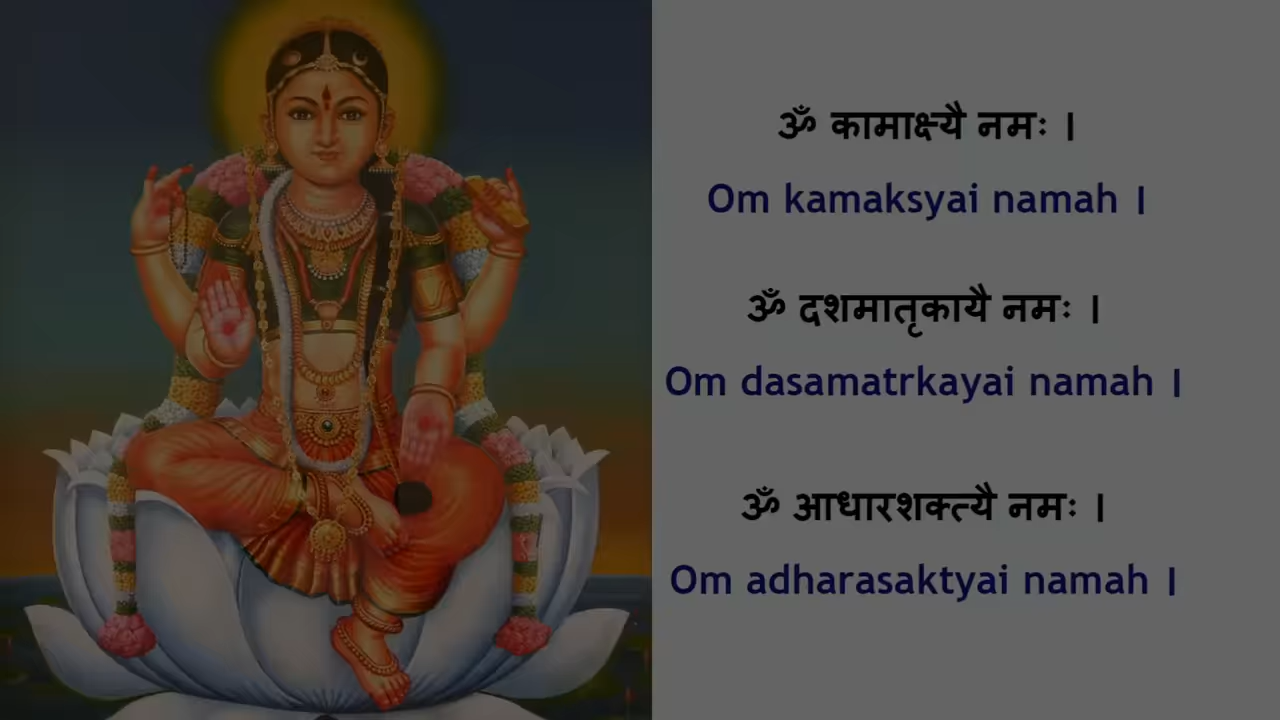 ॐ कामाक्ष्यै नमः ।
Om kamaksyai namah ।
ॐ दशमातृकायै नमः ।
Om dasamatrkayai namah ।
ॐ आधारशक्त्यै नमः ।
Om adharasaktyai namah ।